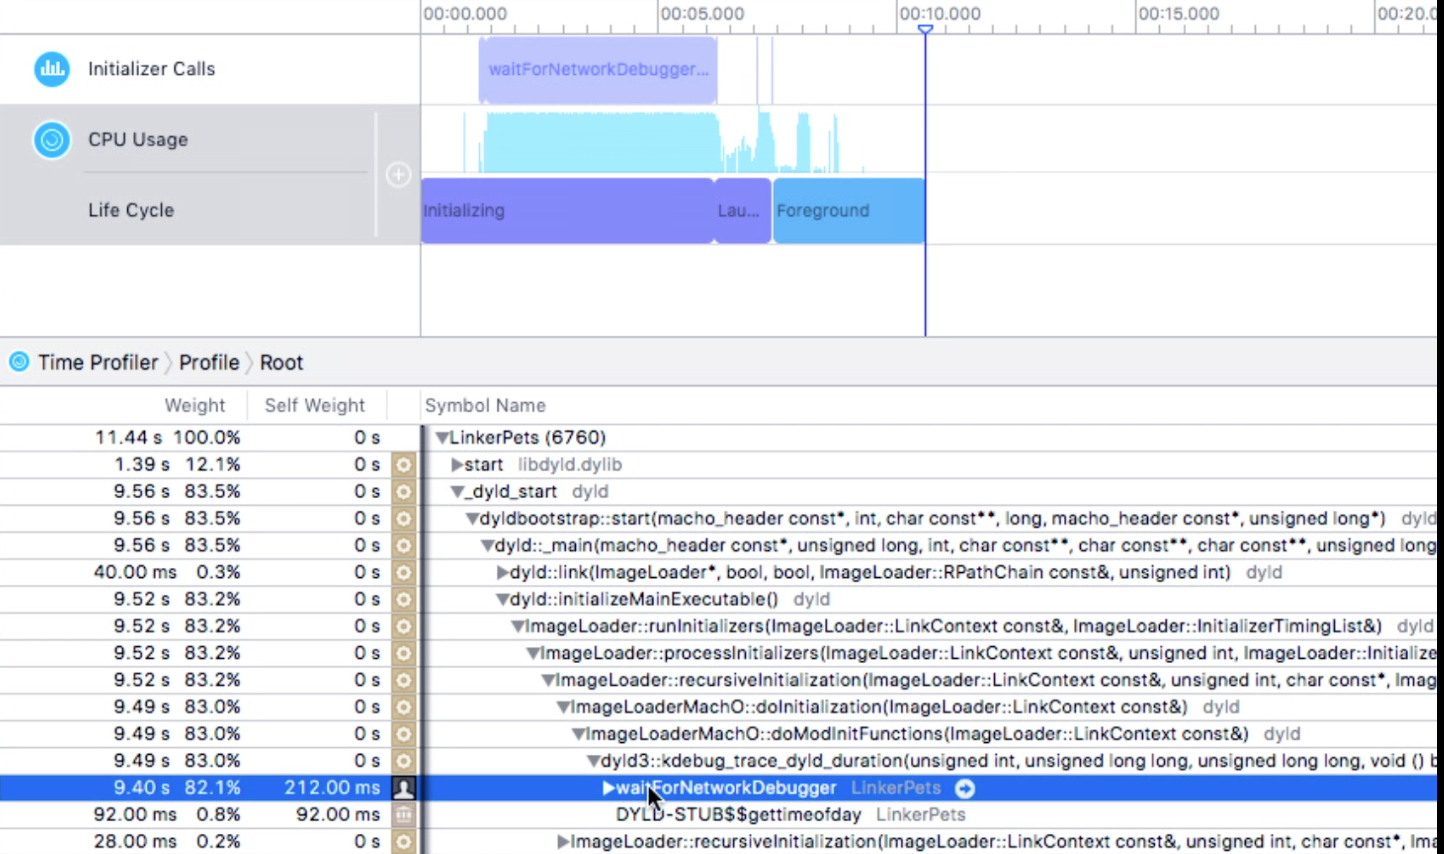 00:00.000 00:05.000 00:10.000 00:15.000 00:20.0
Initializer Calls
waitForNetworkDebugger...
CPU Usage
Life Cycle
Initializing Lau... Foreground
Time Profiler Profile Root
Weight Self Weight Symbol Name
11.44 s 100.0% 0 s LinkerPets (6760)
1.39 s 12.1% 0 s start libdyld.dylib
9.56 s 83.5% 0 s _dyld_start dyld
9.56 s 83.5% 0 s dyldbootstrap::start(macho_header const*, int, char const**, long, macho_header const*, unsigned long*) dyld
9.56 s 83.5% 0 s dyld::_main(macho_header const*, unsigned long, int, char const**, char const**, char const**, unsigned long
40.00 ms 0.3% 0 s dyld::link(ImageLoader*, bool, bool, ImageLoader::RPathChain const&, unsigned int) dyld
9.52 s 83.2% 0 s dyld::initializeMainExecutable() dyld
9.52 s 83.2% 0 s ImageLoader::runInitializers(ImageLoader::LinkContext const&, ImageLoader::InitializerTimingList&) dyld
9.52 s 83.2% 0 s ImageLoader::processInitializers(ImageLoader::LinkContext const&, unsigned int, ImageLoader::Initialize
9.52 s 83.2% 0 s ImageLoader::recursiveInitialization(ImageLoader::LinkContext const&, unsigned int, char const*, Imag
9.49 s 83.0% 0 s ImageLoaderMachO::doInitialization(ImageLoader::LinkContext const&) dyld
9.49 s 83.0% 0 s ImageLoaderMachO::doModInitFunctions(ImageLoader::LinkContext const&) dyld
9.49 s 83.0% 0 s dyld3::kdebug_trace_dyld_duration(unsigned int, unsigned long long, unsigned long long, void () b
9.40 s 82.1% 212.00 ms waitForNetworkDebugger LinkerPets
92.00 ms 0.8% 92.00 ms DYLD-STUB$$gettimeofday LinkerPets
28.00 ms 0.2% 0 s ImageLoader::recursiveInitialization(ImageLoader::LinkContext const&, unsigned int, char const*, Ima